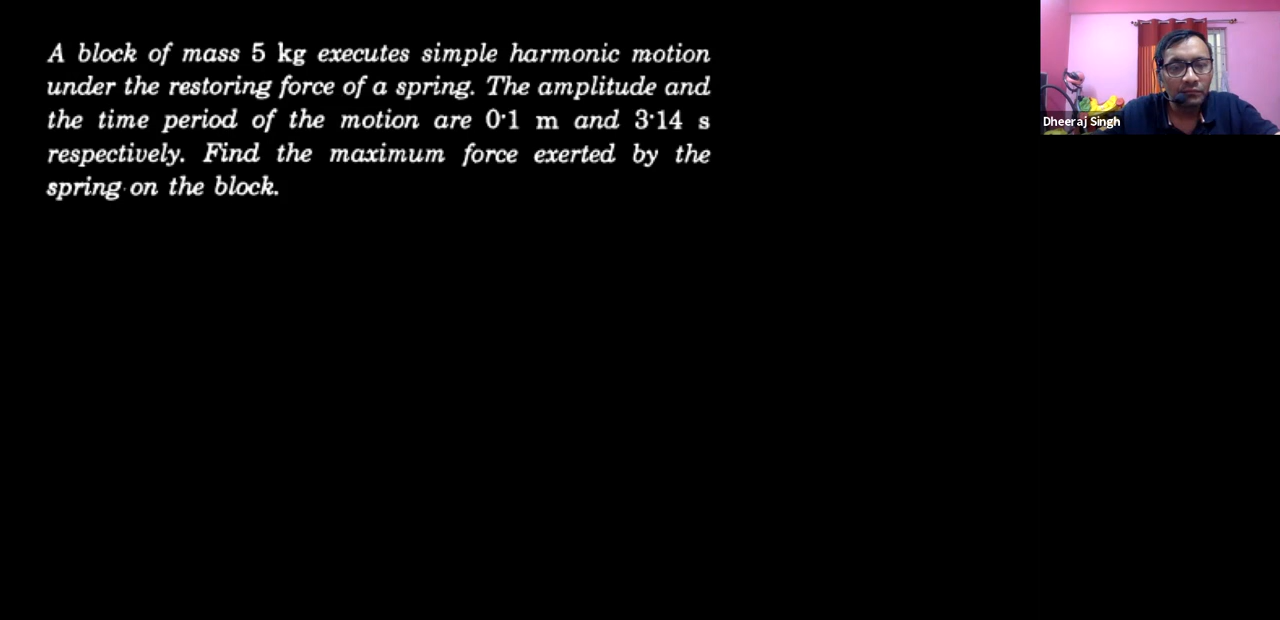 A block of mass 5 kg executes simple harmonic motion
under the restoring force of a spring. The amplitude and
the time period of the motion are 0·1 m and 3·14 s
respectively. Find the maximum force exerted by the
spring on the block.
Dheeraj Singh